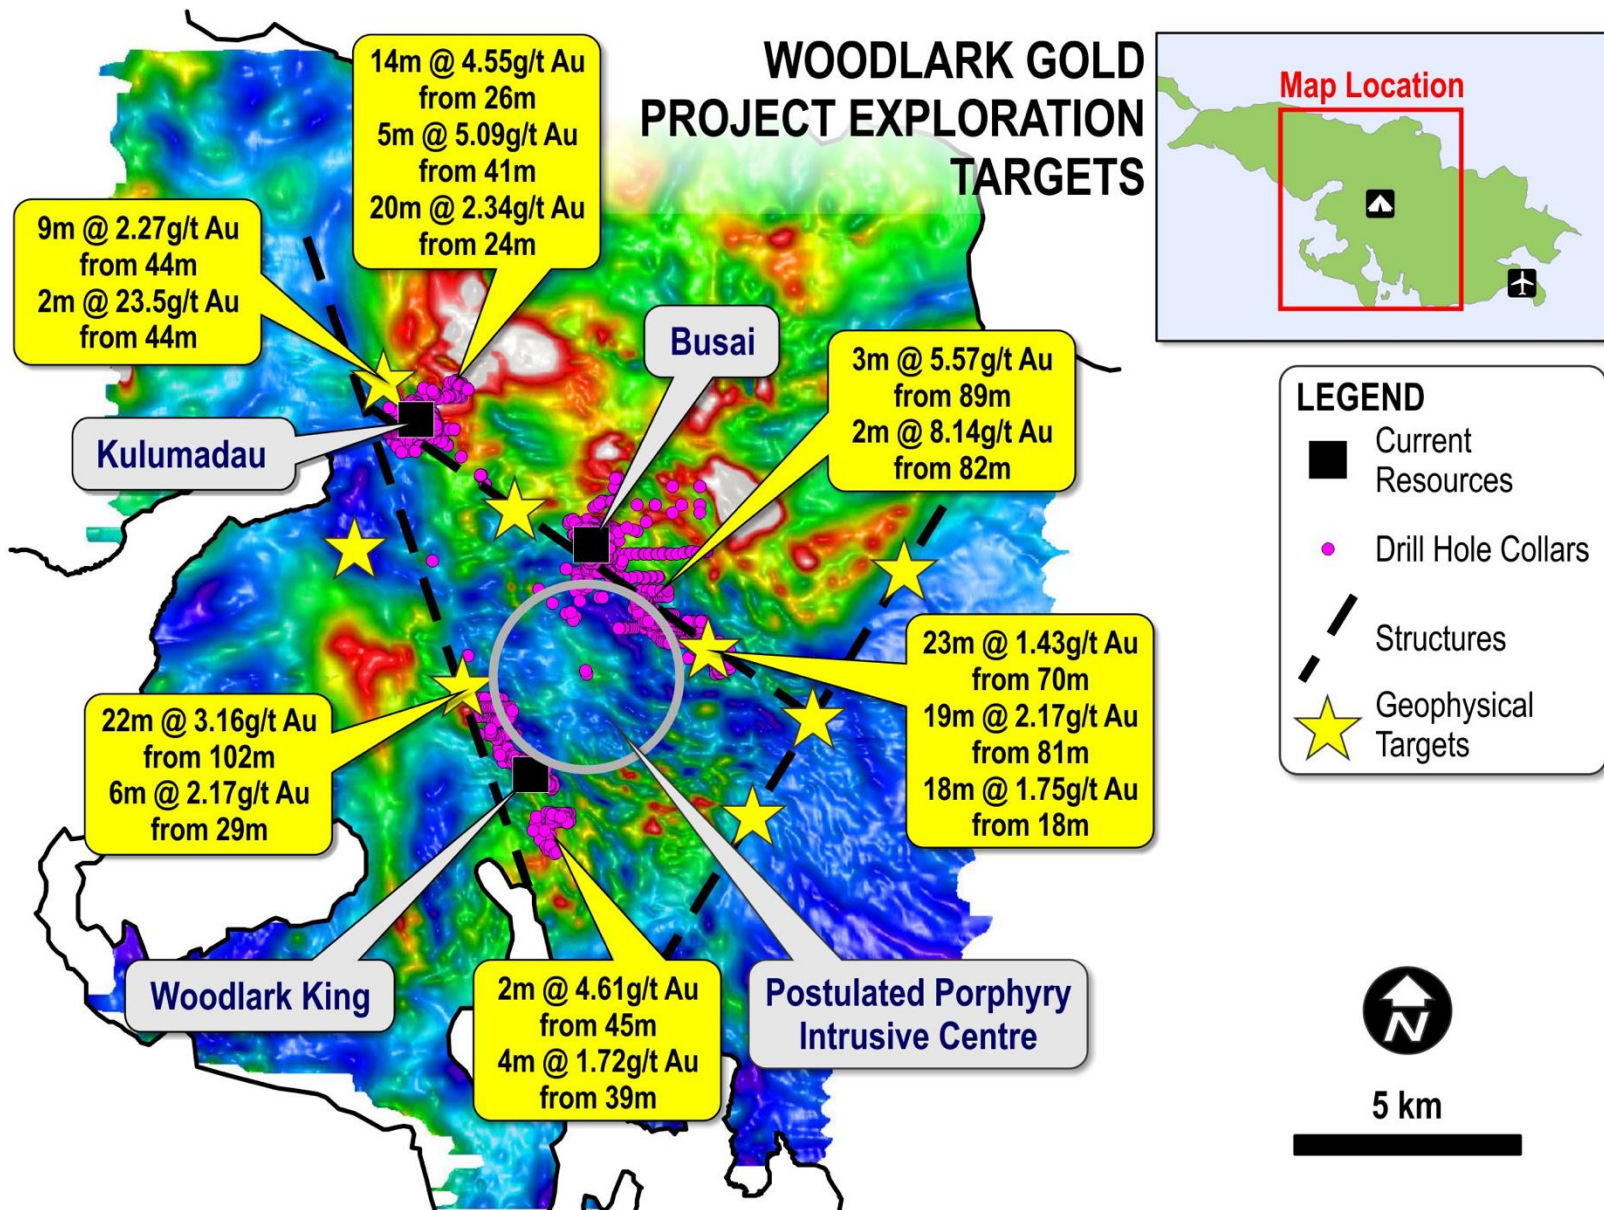 WOODLARK GOLD
PROJECT EXPLORATION
TARGETS
Map Location
14m @ 4.55g/t Au
from 26m
5m @ 5.09g/t Au
from 41m
20m @ 2.34g/t Au
from 24m
9m @ 2.27g/t Au
from 44m
2m @ 23.5g/t Au
from 44m
Busai
3m @ 5.57g/t Au
from 89m
2m @ 8.14g/t Au
from 82m
Kulumadau
LEGEND
Current
Resources
Drill Hole Collars
Structures
Geophysical
Targets
23m @ 1.43g/t Au
from 70m
19m @ 2.17g/t Au
from 81m
18m @ 1.75g/t Au
from 18m
22m @ 3.16g/t Au
from 102m
6m @ 2.17g/t Au
from 29m
Woodlark King
2m @ 4.61g/t Au
from 45m
4m @ 1.72g/t Au
from 39m
Postulated Porphyry
Intrusive Centre
N
5 km